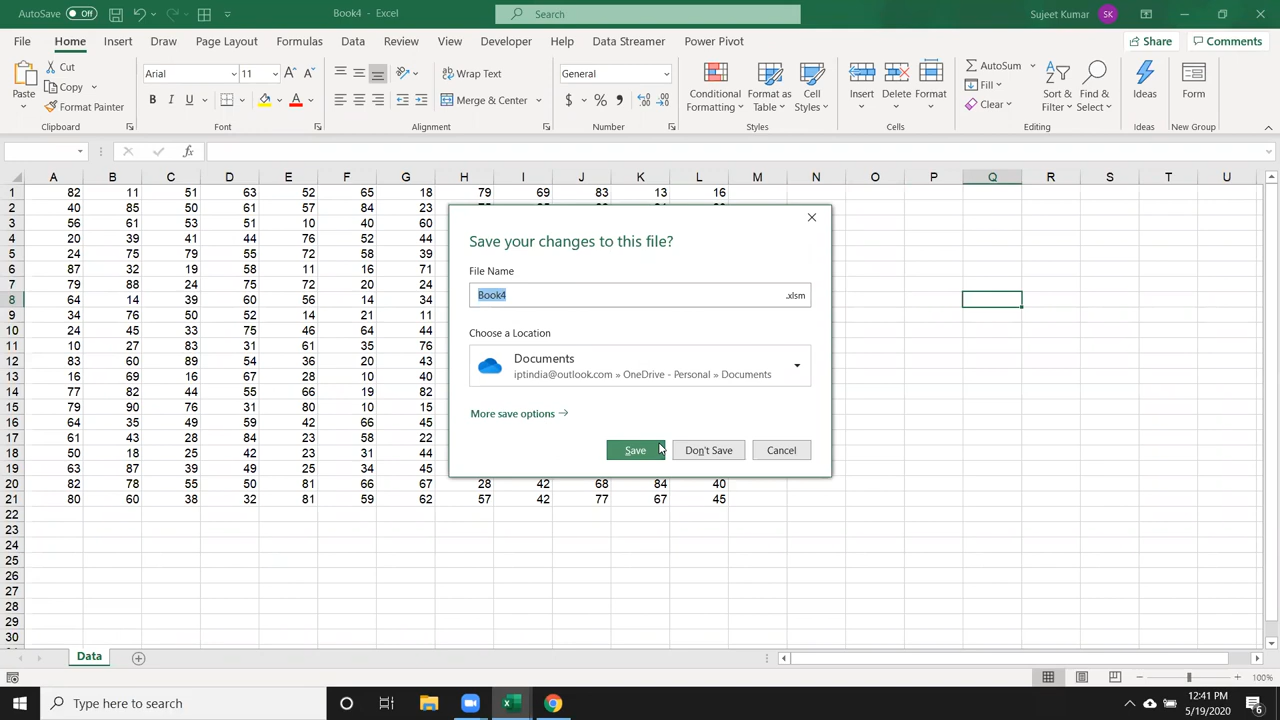 AutoSave Off Book4 - Excel Search Sujeet Kumar SK
File Home Insert Draw Page Layout Formulas Data Review View Developer Help Data Streamer Power Pivot Share Comments
Paste Cut Copy Format Painter
Arial 11 B I U A
Wrap Text Merge & Center
General $ % ,
Conditional Formatting Format as Table Cell Styles
Insert Delete Format
AutoSum Fill Clear Sort & Filter Find & Select
Ideas Form
Clipboard Font Alignment Number Styles Cells Editing Ideas New Group
fx
A B C D E F G H I J K L M N O P Q R S T U
1 82 11 51 63 52 65 18 79 69 83 13 16
2 40 85 50 61 57 84 23
3 56 61 53 51 10 40 60
4 20 39 41 44 76 52 44
5 24 75 79 55 72 58 39
6 87 32 19 58 11 16 71
7 79 88 24 75 72 72 24
8 64 14 39 60 56 14 34
9 34 76 50 52 14 21 11
10 24 45 33 75 46 64 44
11 10 27 83 31 61 35 76
12 83 60 89 54 36 20 43
13 16 69 16 67 28 10 40
14 77 82 44 55 66 19 82
15 79 90 76 31 80 10 15
16 64 35 49 59 42 66 45
17 61 43 28 84 23 58 22
18 50 18 25 42 23 31 44
19 63 87 39 49 25 34 45
20 82 78 55 50 81 66 67 28 42 68 84 40
21 80 60 38 32 81 59 62 57 42 77 67 45
22
23
24
25
26
27
28
29
30
Save your changes to this file?
File Name
Book4 .xlsm
Choose a Location
Documents
iptindia@outlook.com » OneDrive - Personal » Documents
More save options
Save Don't Save Cancel
Data
100%
Type here to search
12:41 PM
5/19/2020
6